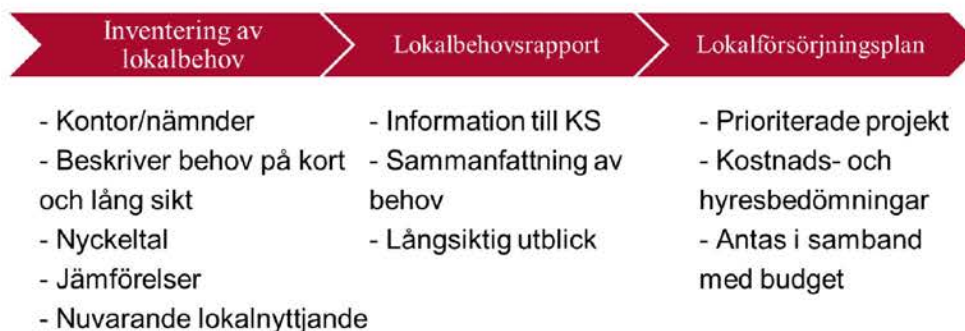 Inventering av
lokalbehov
- Kontor/nämnder
- Beskriver behov på kort
och lång sikt
- Nyckeltal
- Jämförelser
- Nuvarande lokalnyttjande
Lokalbehovsrapport
- Information till KS
- Sammanfattning av
behov
- Långsiktig utblick
Lokalförsörjningsplan
- Prioriterade projekt
- Kostnads- och
hyresbedömningar
- Antas i samband
med budget